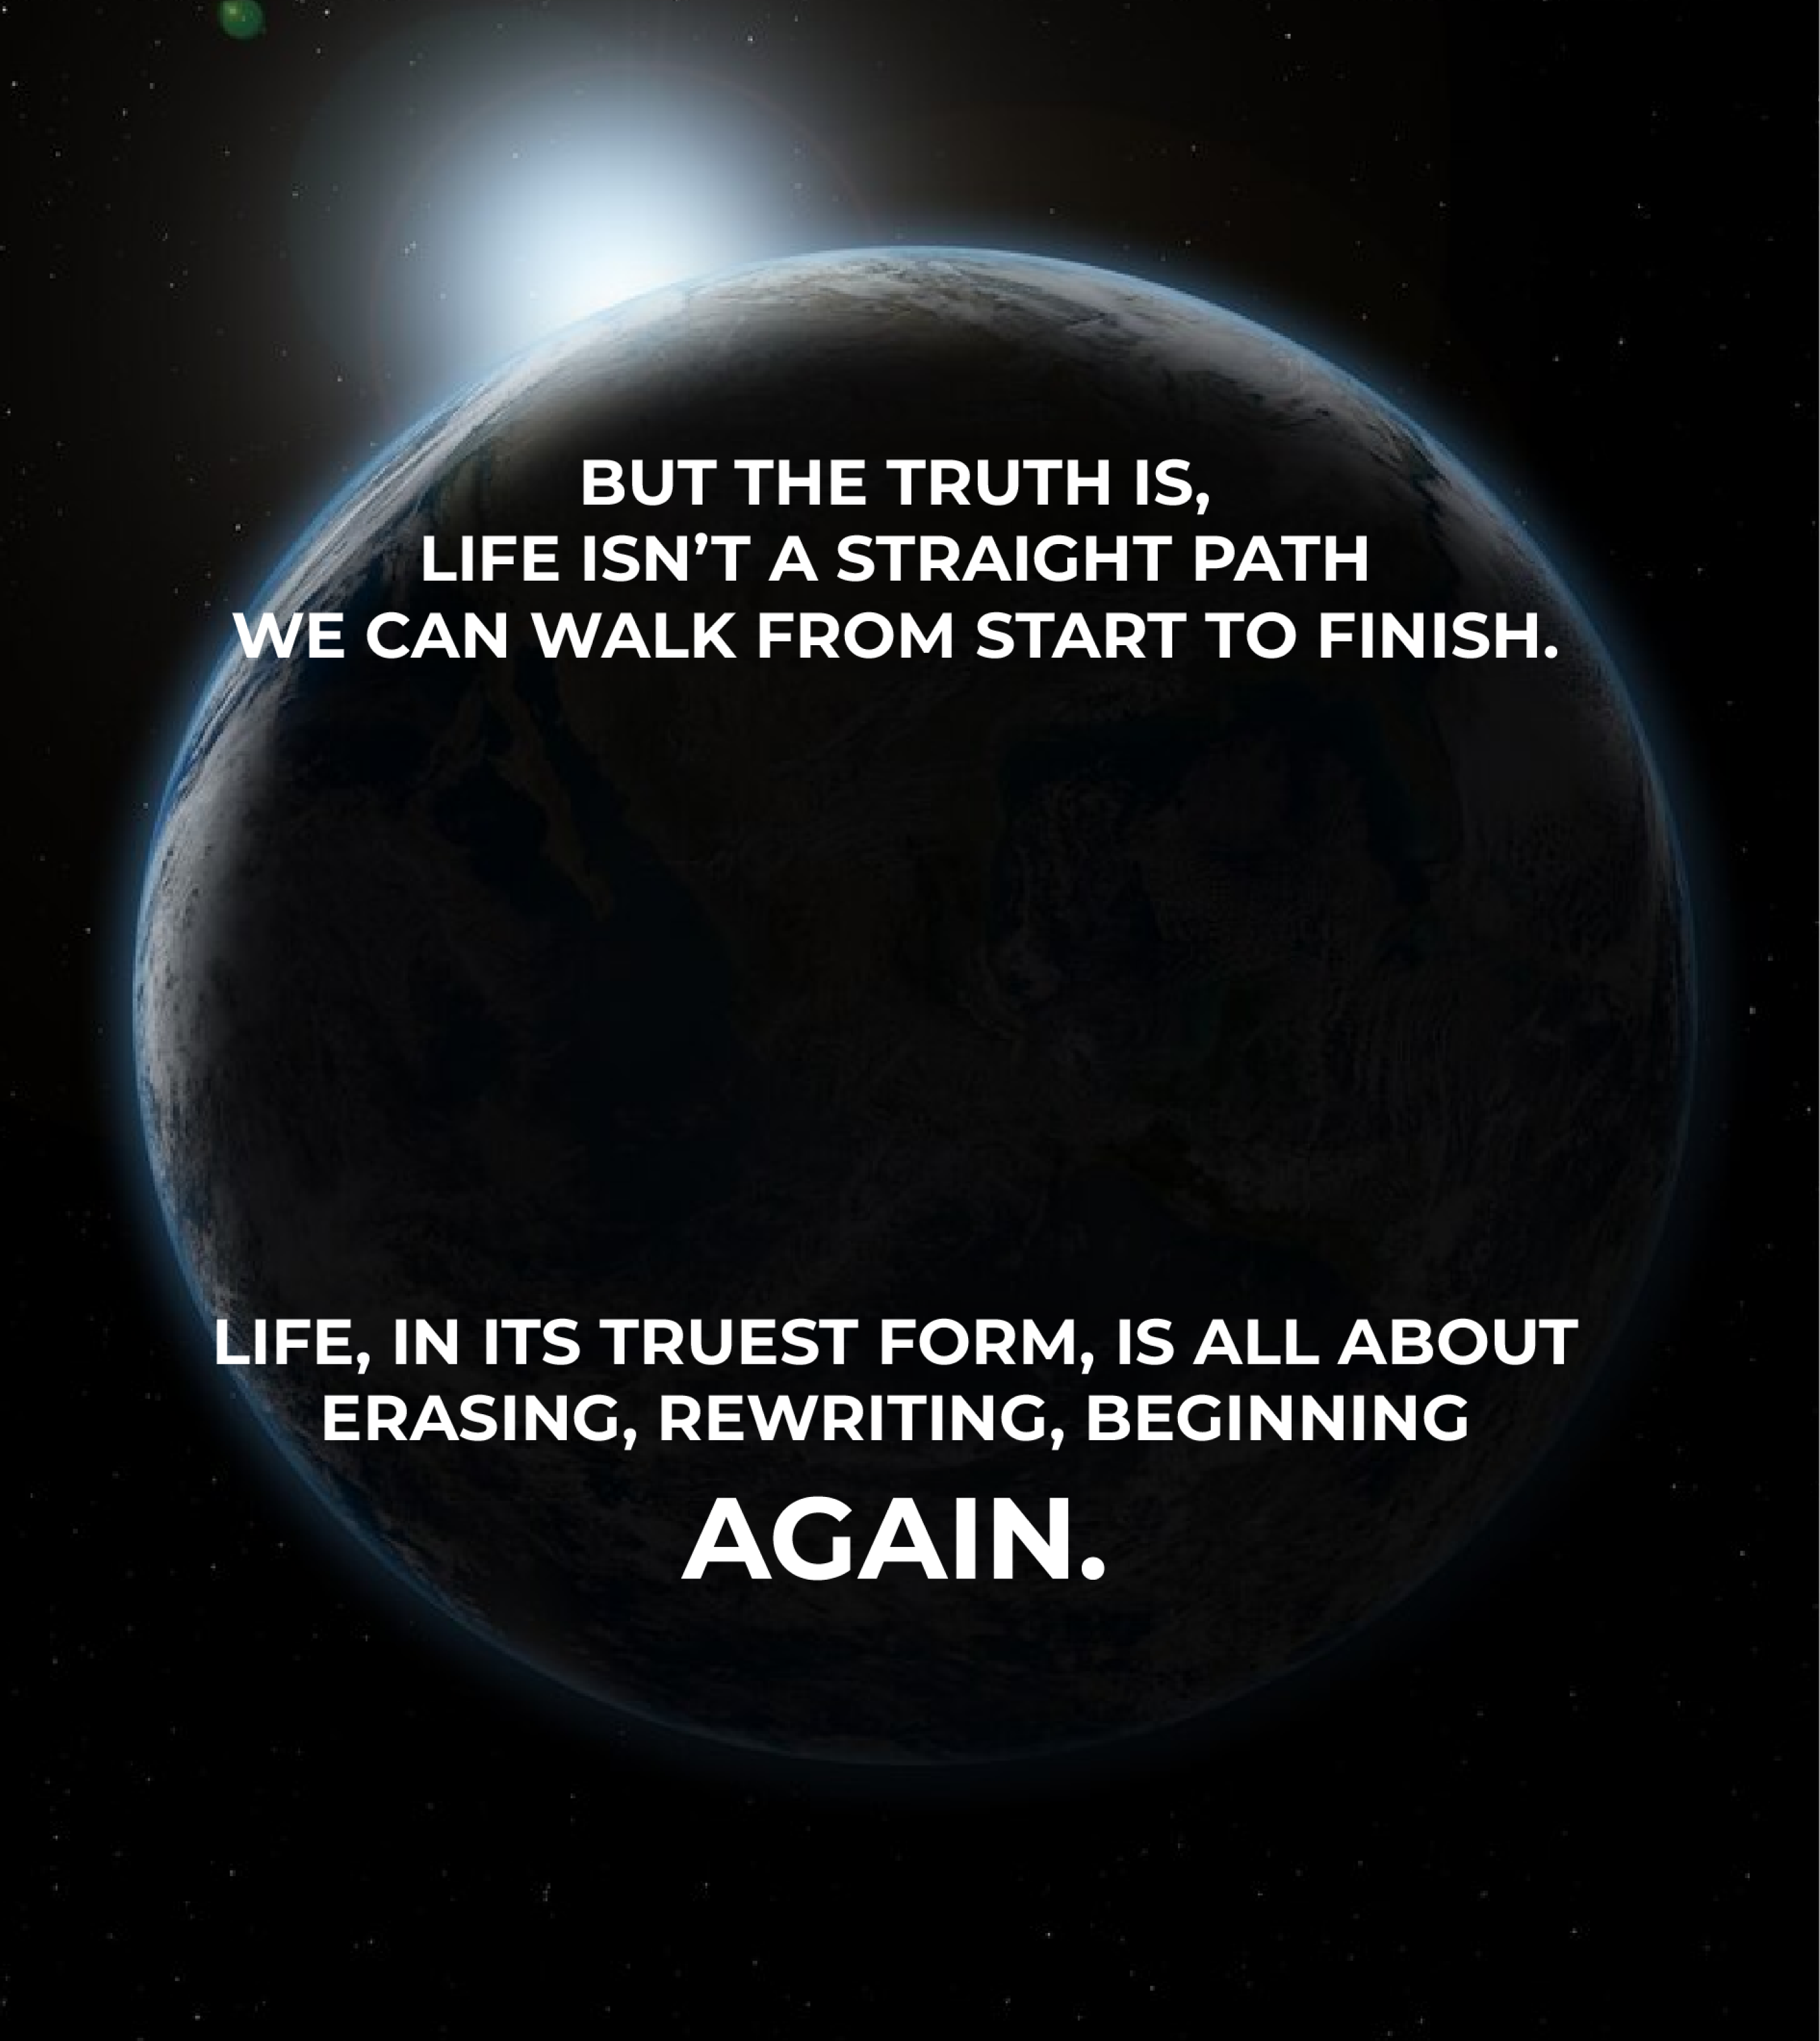 BUT THE TRUTH IS,
LIFE ISN’T A STRAIGHT PATH
WE CAN WALK FROM START TO FINISH.
LIFE, IN ITS TRUEST FORM, IS ALL ABOUT
ERASING, REWRITING, BEGINNING
AGAIN.